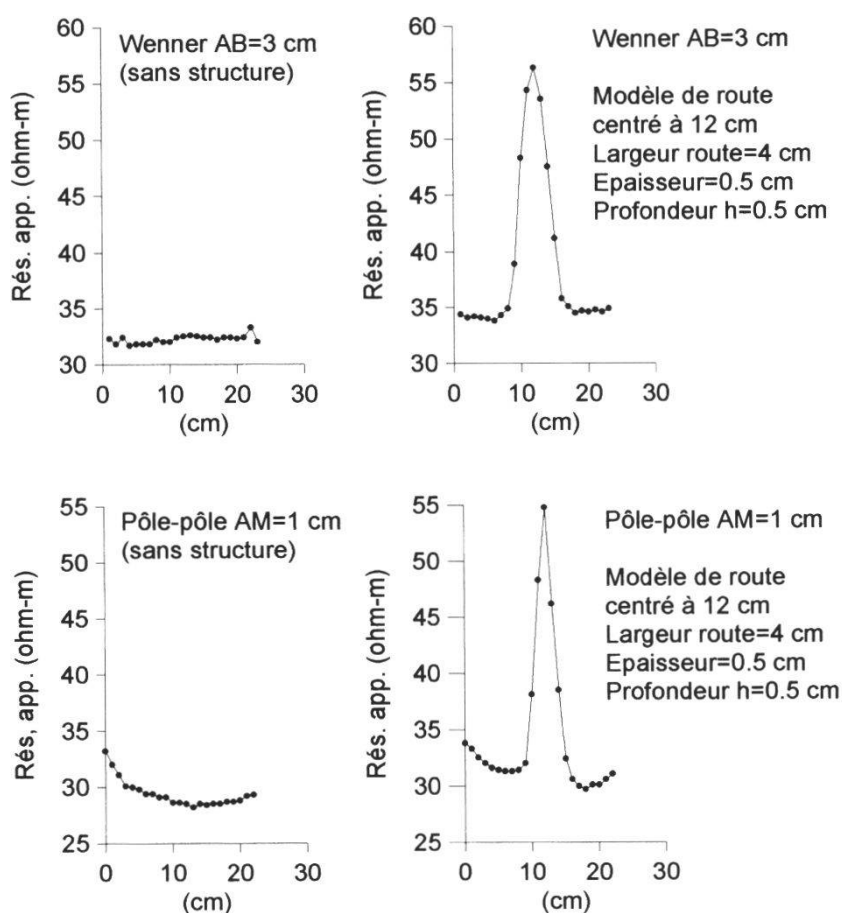 Wenner AB=3 cm
(sans structure)
Rés. app. (ohm-m)
60
55
50
45
40
35
30
0 10 20 30
(cm)
Wenner AB=3 cm
Modèle de route
centré à 12 cm
Largeur route=4 cm
Epaisseur=0.5 cm
Profondeur h=0.5 cm
Rés. app. (ohm-m)
60
55
50
45
40
35
30
0 10 20 30
(cm)
Pôle-pôle AM=1 cm
(sans structure)
Rés, app. (ohm-m)
55
50
45
40
35
30
25
0 10 20 30
(cm)
Pôle-pôle AM=1 cm
Modèle de route
centré à 12 cm
Largeur route=4 cm
Epaisseur=0.5 cm
Profondeur h=0.5 cm
Rés. app. (ohm-m)
55
50
45
40
35
30
25
0 10 20 30
(cm)